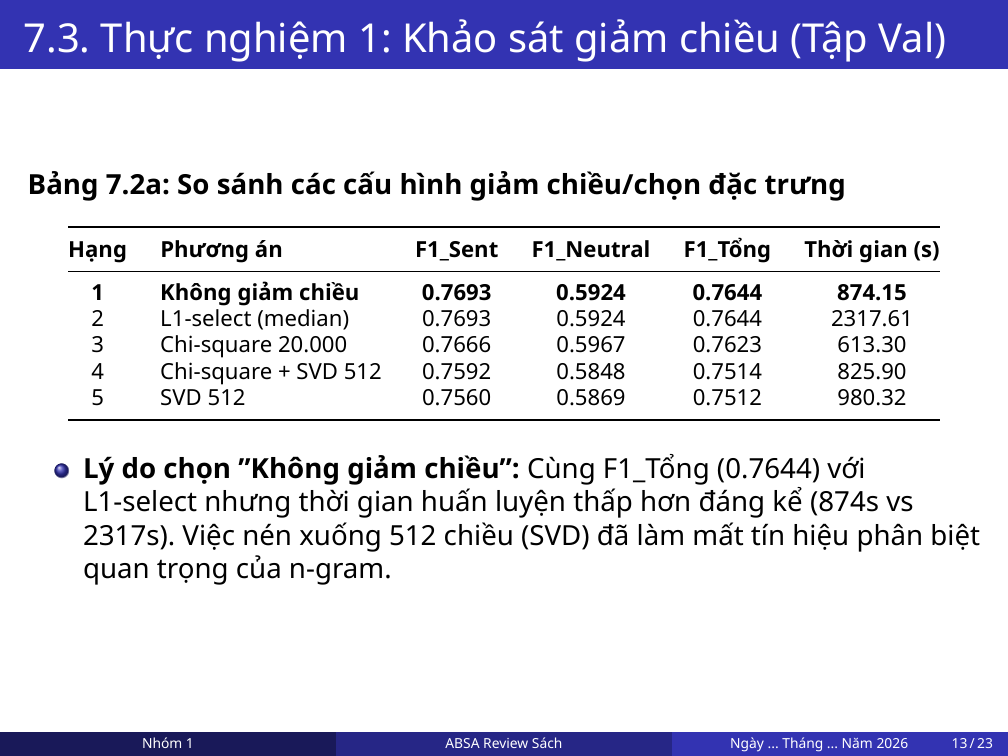 7.3. Thực nghiệm 1: Khảo sát giảm chiều (Tập Val)
Bảng 7.2a: So sánh các cấu hình giảm chiều/chọn đặc trưng
Hạng Phương án F1_Sent F1_Neutral F1_Tổng Thời gian (s)
1 Không giảm chiều 0.7693 0.5924 0.7644 874.15
2 L1-select (median) 0.7693 0.5924 0.7644 2317.61
3 Chi-square 20.000 0.7666 0.5967 0.7623 613.30
4 Chi-square + SVD 512 0.7592 0.5848 0.7514 825.90
5 SVD 512 0.7560 0.5869 0.7512 980.32
Lý do chọn ”Không giảm chiều”: Cùng F1_Tổng (0.7644) với
L1-select nhưng thời gian huấn luyện thấp hơn đáng kể (874s vs
2317s). Việc nén xuống 512 chiều (SVD) đã làm mất tín hiệu phân biệt
quan trọng của n-gram.
Nhóm 1 ABSA Review Sách Ngày ... Tháng ... Năm 2026 13 / 23